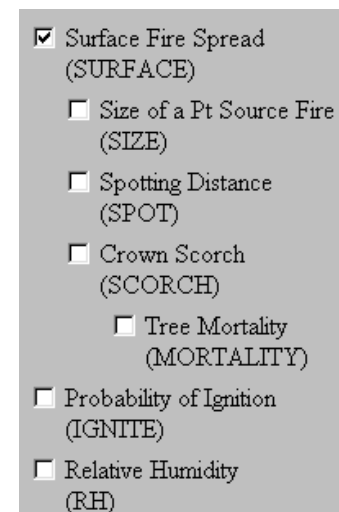 Surface Fire Spread
(SURFACE)
Size of a Pt Source Fire
(SIZE)
Spotting Distance
(SPOT)
Crown Scorch
(SCORCH)
Tree Mortality
(MORTALITY)
Probability of Ignition
(IGNITE)
Relative Humidity
(RH)